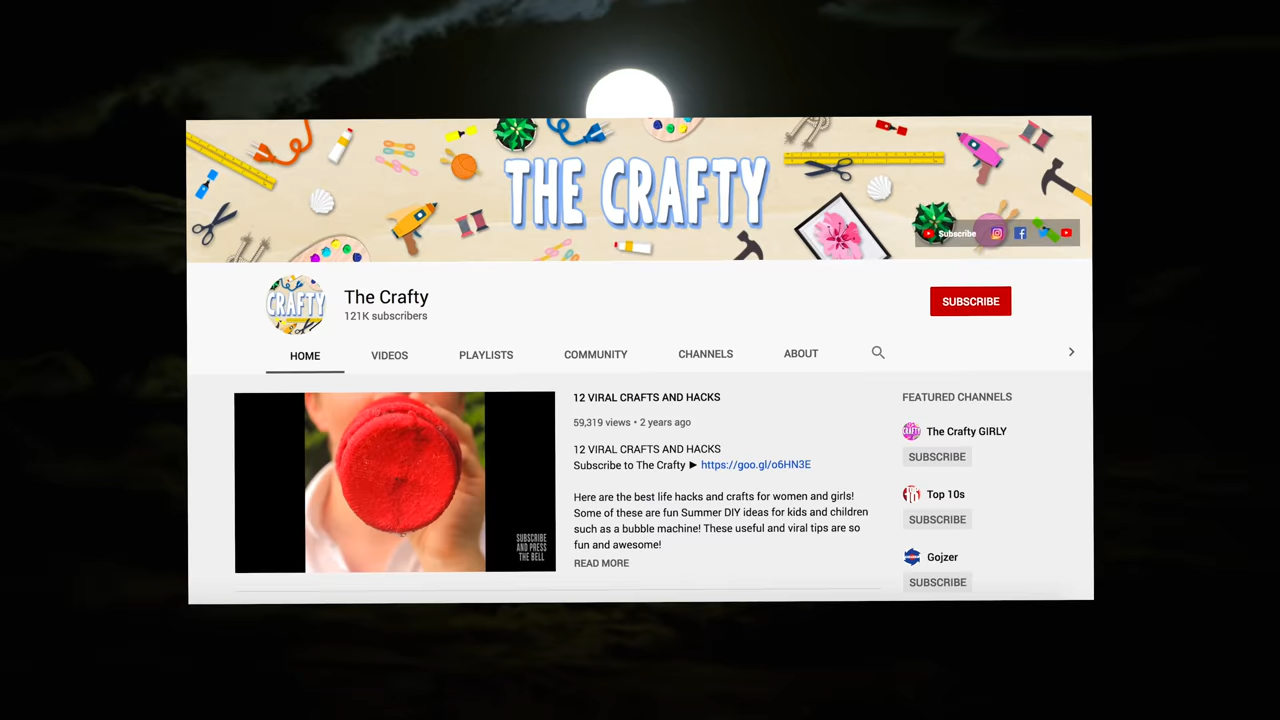 THE CRAFTY
Subscribe
CRAFTY
The Crafty
121K subscribers
SUBSCRIBE
HOME VIDEOS PLAYLISTS COMMUNITY CHANNELS ABOUT
12 VIRAL CRAFTS AND HACKS
59,319 views • 2 years ago
12 VIRAL CRAFTS AND HACKS
Subscribe to The Crafty ► https://goo.gl/o6HN3E
Here are the best life hacks and crafts for women and girls!
Some of these are fun Summer DIY ideas for kids and children
such as a bubble machine! These useful and viral tips are so
fun and awesome!
READ MORE
SUBSCRIBE
AND PRESS
THE BELL
FEATURED CHANNELS
CRAFTY
The Crafty GIRLY
SUBSCRIBE
Top 10s
SUBSCRIBE
Gojzer
SUBSCRIBE